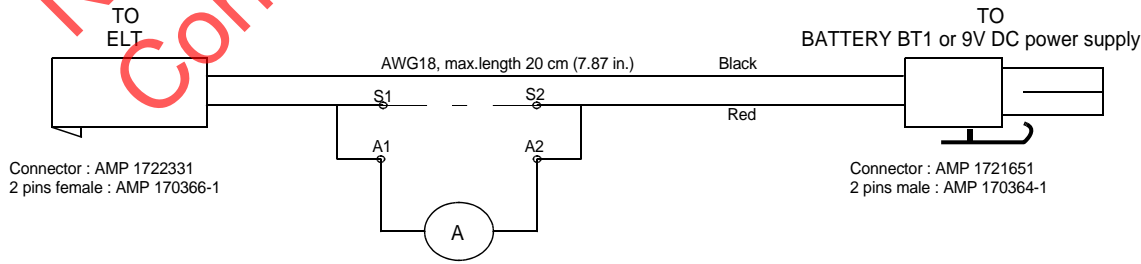 TO
ELT
TO
BATTERY BT1 or 9V DC power supply
AWG18, max.length 20 cm (7.87 in.)
Black
S1
S2
Red
A1
A2
A
Connector : AMP 1722331
2 pins female : AMP 170366-1
Connector : AMP 1721651
2 pins male : AMP 170364-1